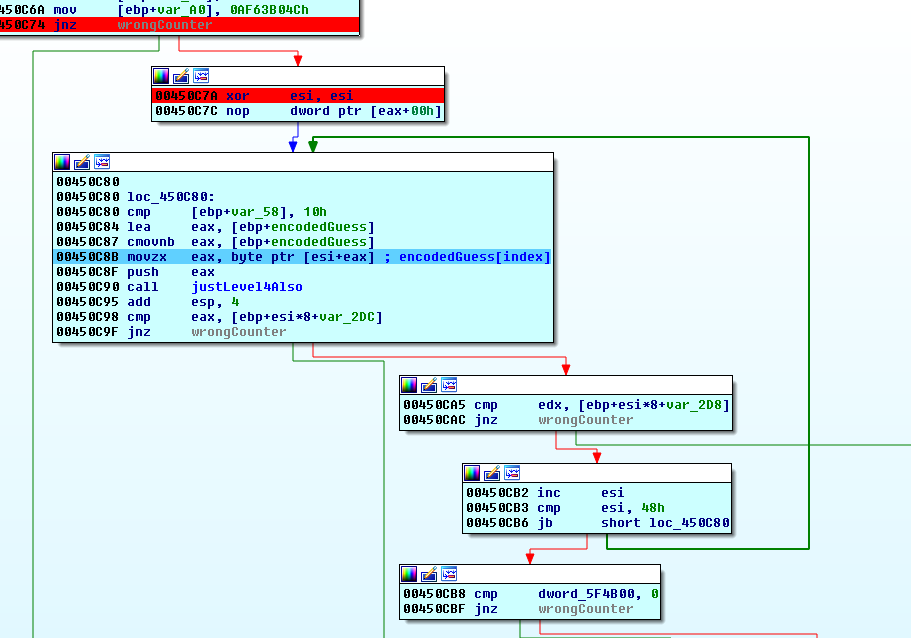 450C6A mov [ebp+var_A0], 0AF63B04Ch
450C74 jnz wrongCounter
00450C7A xor esi, esi
00450C7C nop dword ptr [eax+00h]
00450C80
00450C80 loc_450C80:
00450C80 cmp [ebp+var_58], 10h
00450C84 lea eax, [ebp+encodedGuess]
00450C87 cmovnb eax, [ebp+encodedGuess]
00450C8B movzx eax, byte ptr [esi+eax] ; encodedGuess[index]
00450C8F push eax
00450C90 call justLevel4Also
00450C95 add esp, 4
00450C98 cmp eax, [ebp+esi*8+var_2DC]
00450C9F jnz wrongCounter
00450CA5 cmp edx, [ebp+esi*8+var_2D8]
00450CAC jnz wrongCounter
00450CB2 inc esi
00450CB3 cmp esi, 48h
00450CB6 jb short loc_450C80
00450CB8 cmp dword_5F4B00, 0
00450CBF jnz wrongCounter